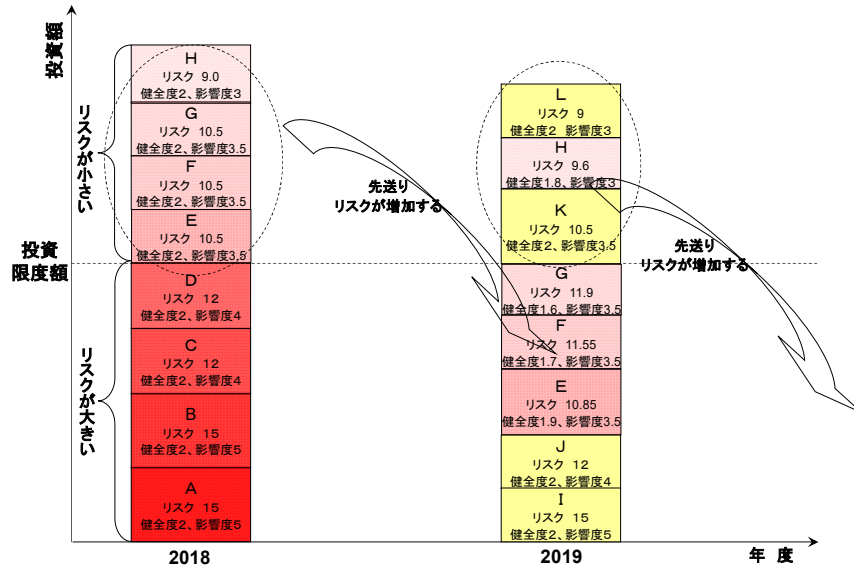 投資額
リスクが小さい
投資
限度額
リスクが大きい
H
リスク 9.0
健全度2、影響度3
G
リスク 10.5
健全度2、影響度3.5
F
リスク 10.5
健全度2、影響度3.5
E
リスク 10.5
健全度2、影響度3.5
D
リスク 12
健全度2、影響度4
C
リスク 12
健全度2、影響度4
B
リスク 15
健全度2、影響度5
A
リスク 15
健全度2、影響度5
2018
先送り
リスクが増加する
L
リスク 9
健全度2 影響度3
H
リスク 9.6
健全度1.8、影響度3
K
リスク 10.5
健全度2、影響度3.5
G
リスク 11.9
健全度1.6、影響度3.5
F
リスク 11.55
健全度1.7、影響度3.5
E
リスク 10.85
健全度1.9、影響度3.5
J
リスク 12
健全度2、影響度4
I
リスク 15
健全度2、影響度5
2019
先送り
リスクが増加する
年 度